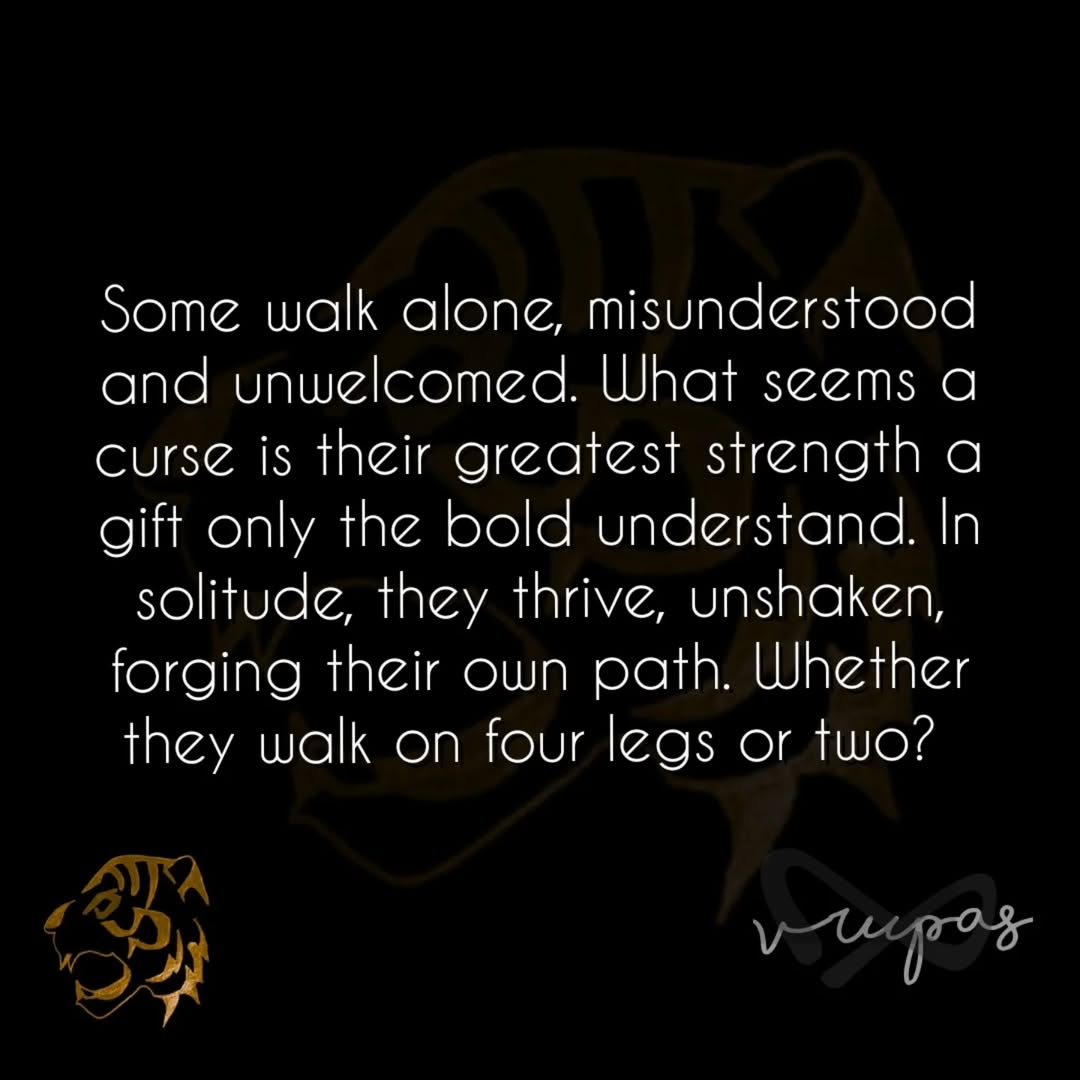 Some walk alone, misunderstood
and unwelcomed. What seems a
curse is their greatest strength a
gift only the bold understand. In
solitude, they thrive, unshaken,
forging their own path. Whether
they walk on four legs or two?
vrupas